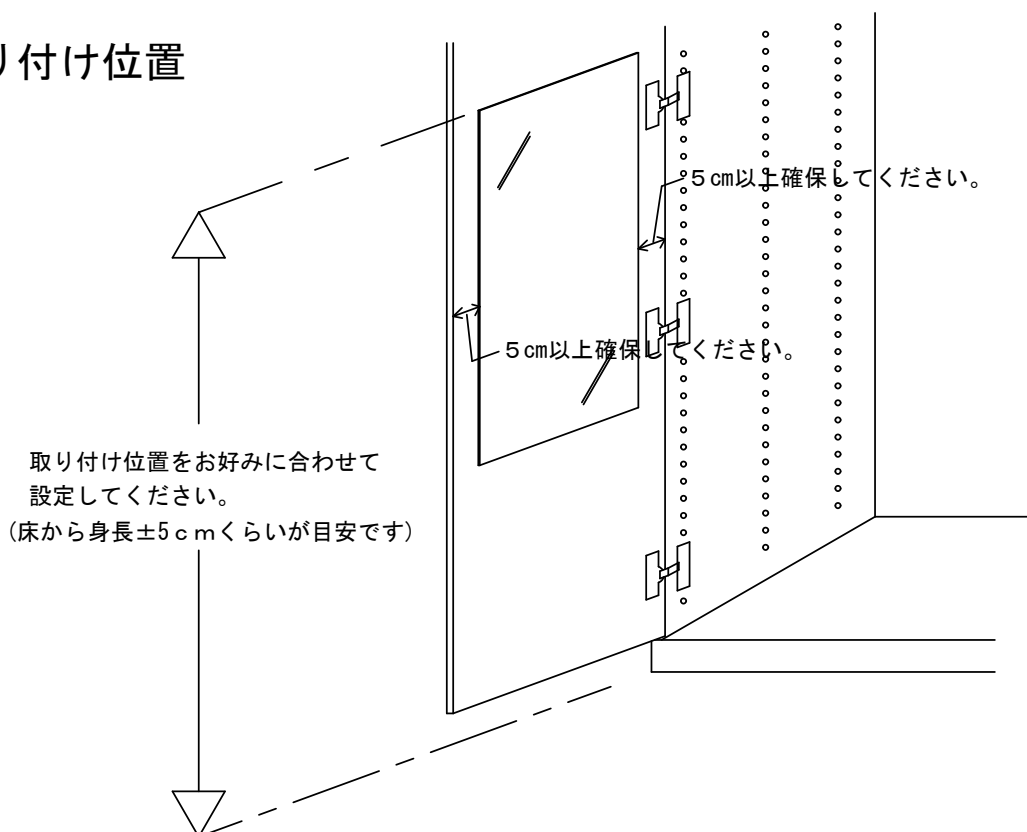 り付け位置
5cm以上確保してください。
5cm以上確保してください。
取り付け位置をお好みに合わせて
設定してください。
(床から身長±5ｃｍくらいが目安です)